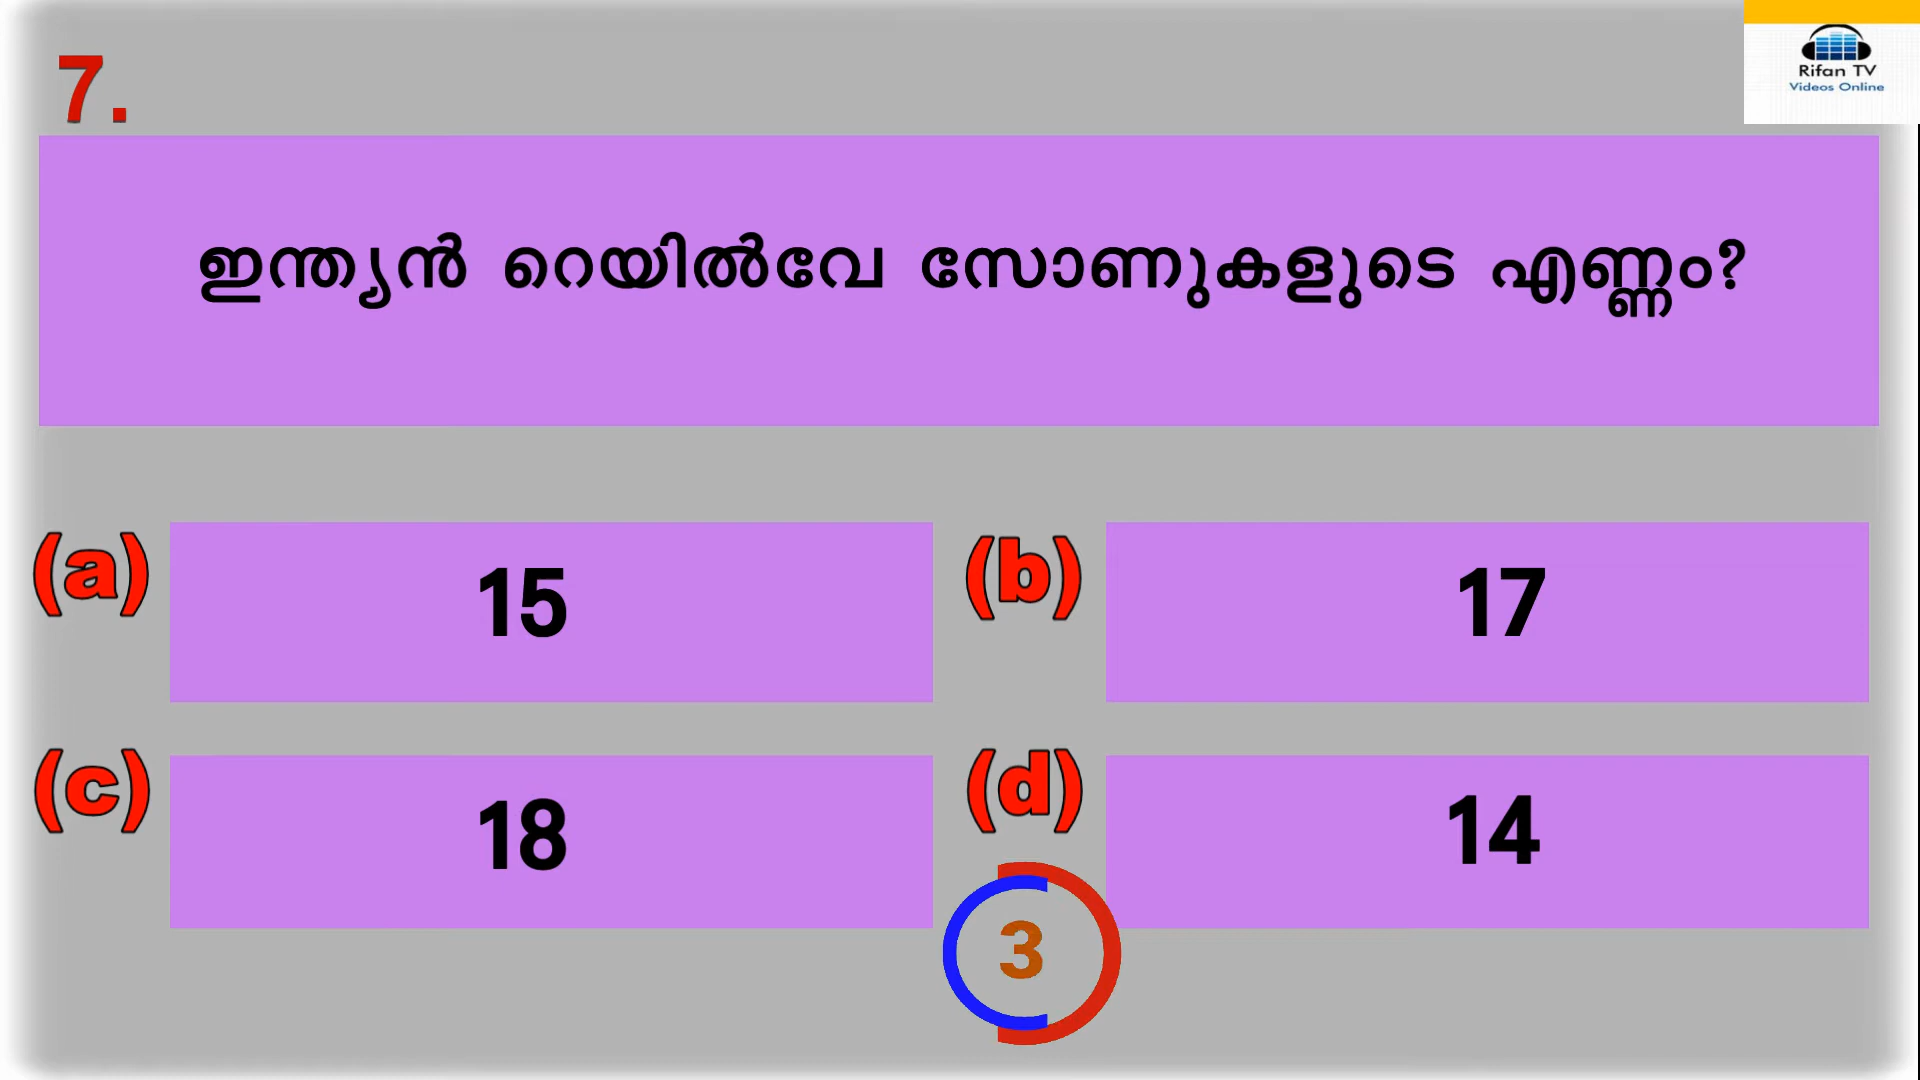 7.
Rifan TV
Videos Online
ഇന്ത്യൻ റെയിൽവേ സോണുകളുടെ എണ്ണം?
(a) 15
(b) 17
(c) 18
(d) 14
3